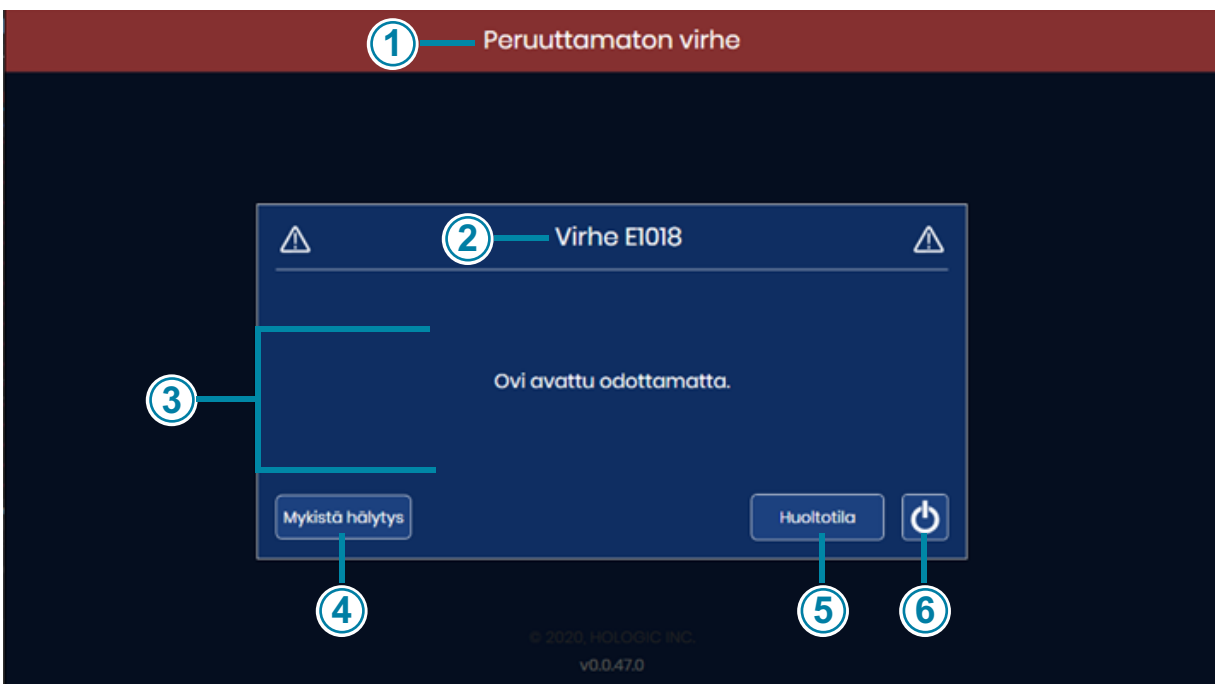 1 Peruuttamaton virhe
2 Virhe E1018
3
Ovi avattu odottamatta.
Mykistä hälytys
Huoltotila
4
5
6
© 2020, HOLOGIC INC.
v0.0.47.0